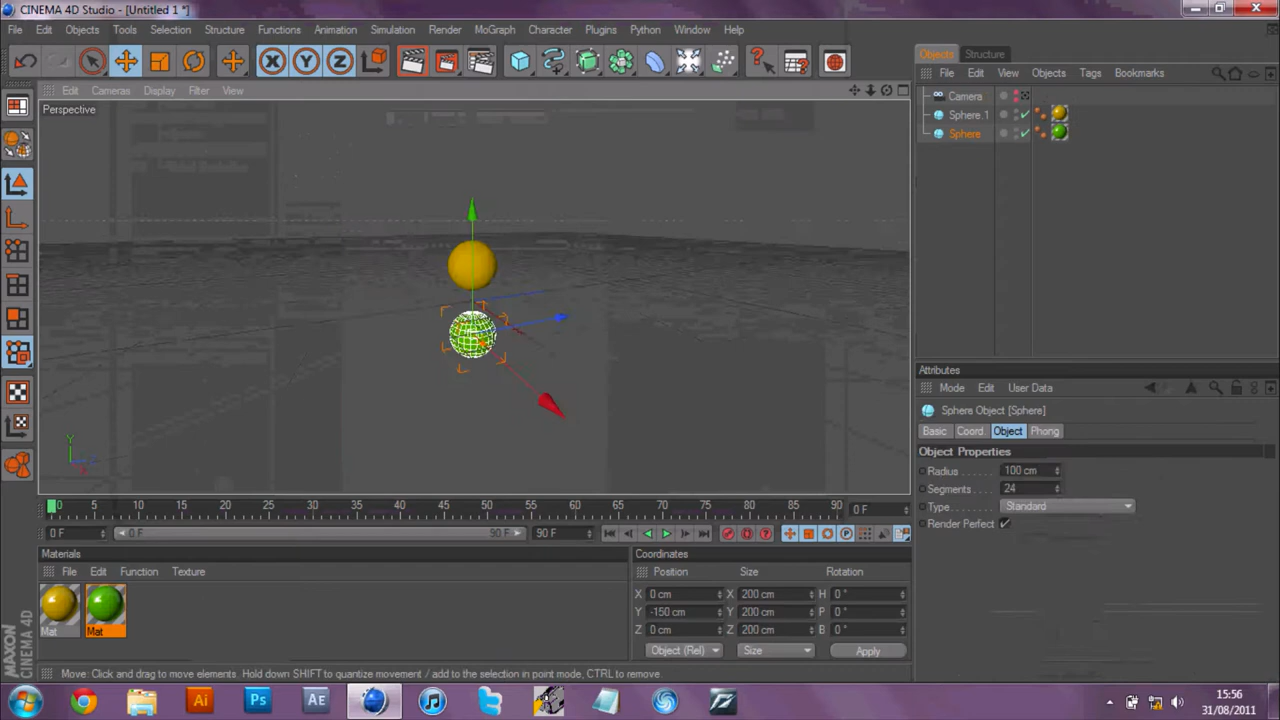 CINEMA 4D Studio - [Untitled 1 *]
File Edit Objects Tools Selection Structure Functions Animation Simulation Render MoGraph Character Plugins Python Window Help
X Y Z
Objects Structure
File Edit View Objects Tags Bookmarks
Edit Cameras Display Filter View
Perspective
Camera
Sphere.1
Sphere
Y
Attributes
Mode Edit User Data
Sphere Object [Sphere]
Basic Coord. Object Phong
Object Properties
Radius 100 cm
Segments 24
Type Standard
Render Perfect
0 5 10 15 20 25 30 35 40 45 50 55 60 65 70 75 80 85 90 0 F
0 F 0 F 90 F 90 F
Materials
File Edit Function Texture
Mat Mat
Coordinates
Position Size Rotation
X 0 cm X 200 cm H 0 °
Y -150 cm Y 200 cm P 0 °
Z 0 cm Z 200 cm B 0 °
Object (Rel) Size Apply
MAXON CINEMA 4D
Move: Click and drag to move elements. Hold down SHIFT to quantize movement / add to the selection in point mode, CTRL to remove.
Ai Ps AE
15:56
31/08/2011